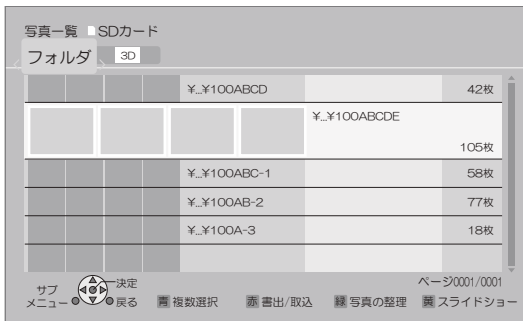 写真一覧 SDカード
フォルダ 3D
¥...¥100ABCD 42枚
¥...¥100ABCDE
105枚
¥...¥100ABC-1 58枚
¥...¥100AB-2 77枚
¥...¥100A-3 18枚
ページ0001/0001
サブ
メニュー
決定
戻る
青 複数選択 赤 書出/取込 緑 写真の整理 黄 スライドショー